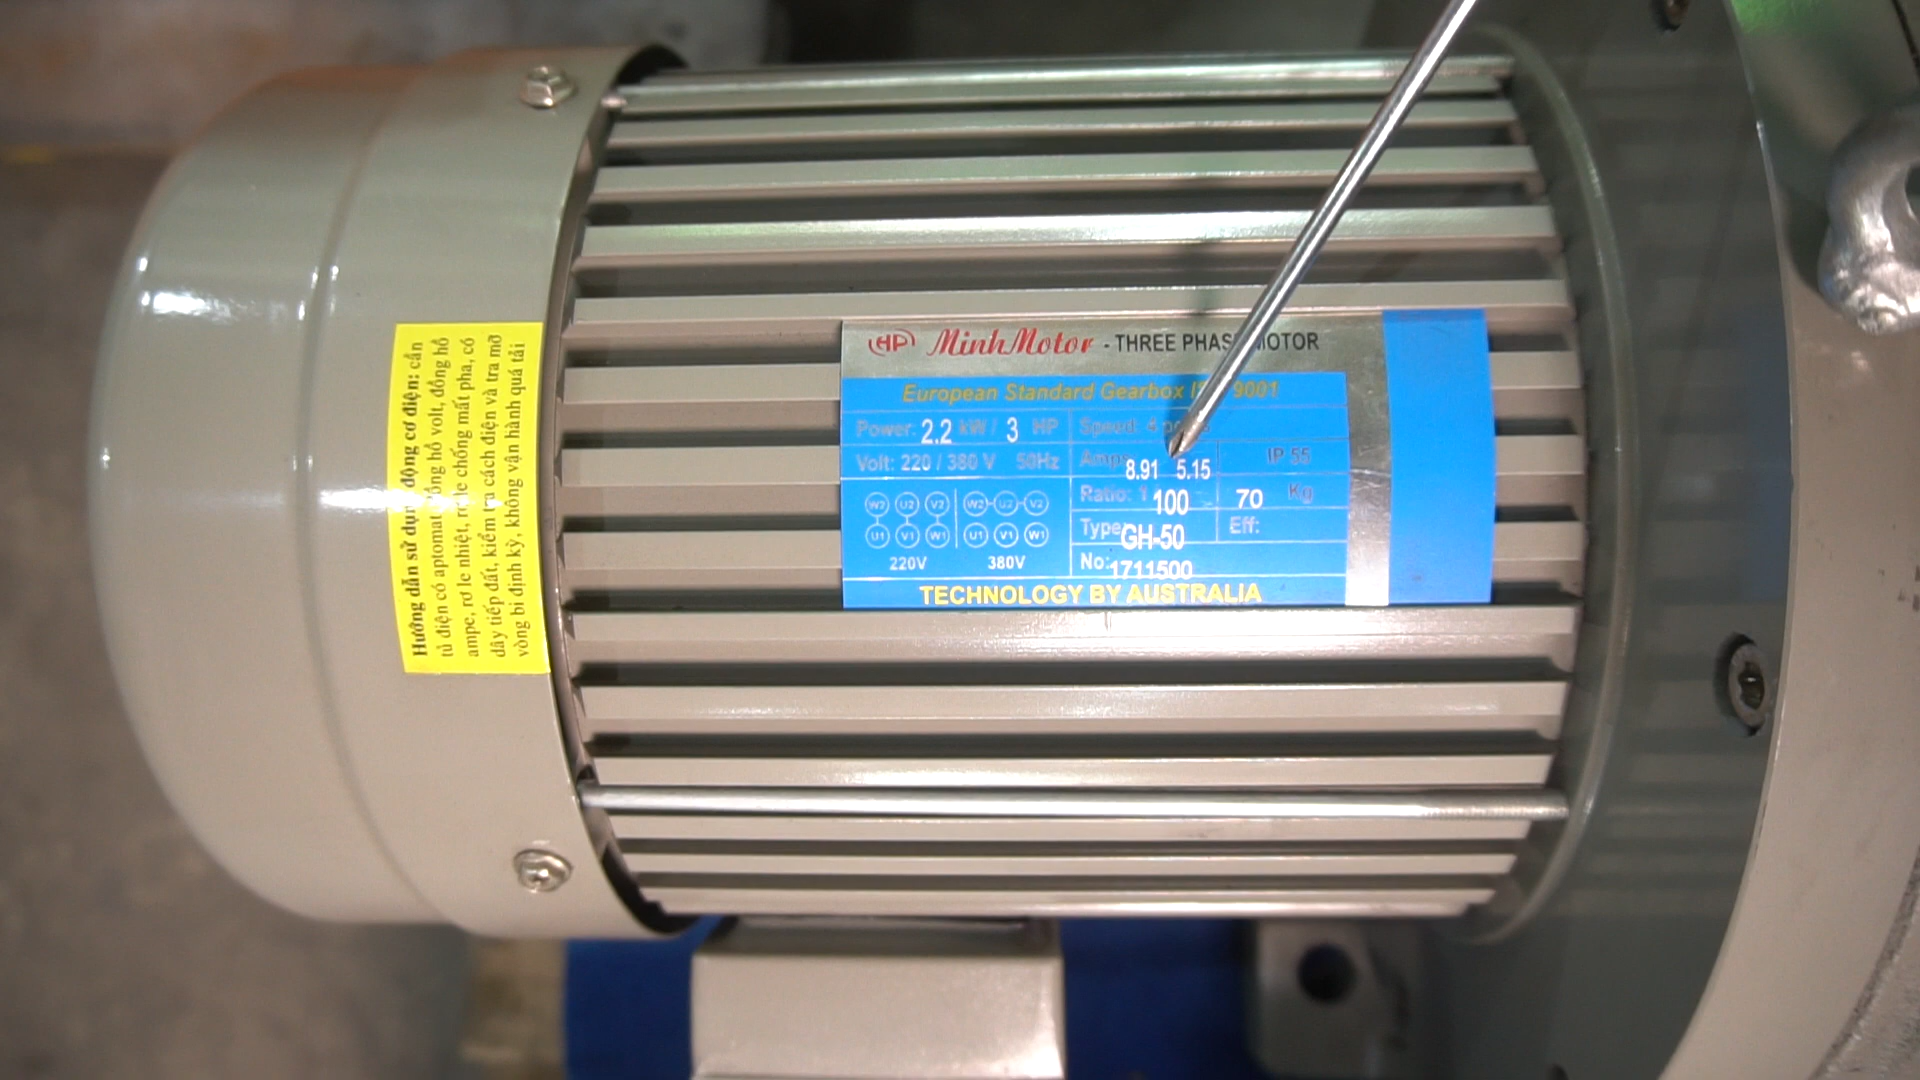 HP MinhMotor - THREE PHASE MOTOR
European Standard Gearbox 9001
Power: 2.2 kW / 3 HP
Speed: 4
Volt: 220 / 380 V 50Hz
Amp 8.91 5.15
IP 55
Ratio: 1 100
70 Kg
Type GH-50
Eff:
No: 1711500
W2 U2 V2 W2 U2 V2
U1 V1 W1 U1 V1 W1
220V 380V
TECHNOLOGY BY AUSTRALIA
Hướng dẫn sử dụng động cơ điện: cần
tủ điện có aptomat, đồng hồ volt, đồng hồ
ampe, rơ le nhiệt, rơ le chống mất pha, có
dây tiếp đất, kiểm tra cách điện và tra mỡ
vòng bi định kỳ, không vận hành quá tải